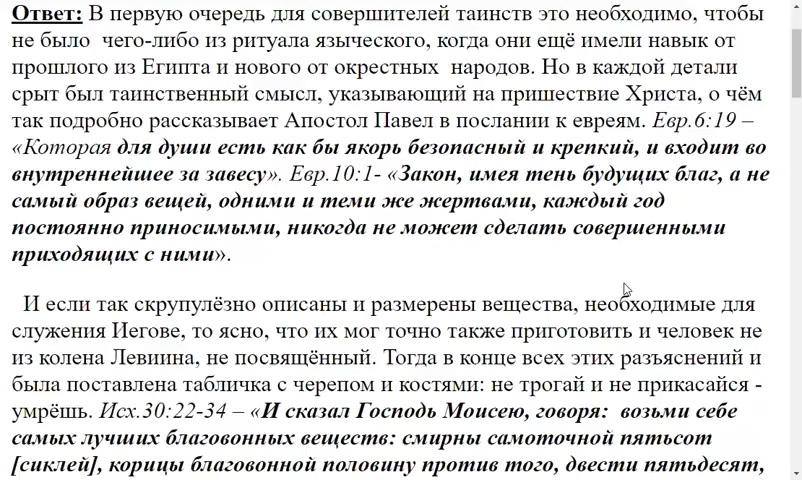 Ответ: В первую очередь для совершителей таинств это необходимо, чтобы
не было чего-либо из ритуала языческого, когда они ещё имели навык от
прошлого из Египта и нового от окрестных народов. Но в каждой детали
срыт был таинственный смысл, указывающий на пришествие Христа, о чём
так подробно рассказывает Апостол Павел в послании к евреям. Евр.6:19 –
«Которая для души есть как бы якорь безопасный и крепкий, и входит во
внутреннейшее за завесу». Евр.10:1- «Закон, имея тень будущих благ, а не
самый образ вещей, одними и теми же жертвами, каждый год
постоянно приносимыми, никогда не может сделать совершенными
приходящих с ними».
И если так скрупулёзно описаны и размерены вещества, необходимые для
служения Иегове, то ясно, что их мог точно также приготовить и человек не
из колена Левиина, не посвящённый. Тогда в конце всех этих разъяснений и
была поставлена табличка с черепом и костями: не трогай и не прикасайся -
умрёшь. Исх.30:22-34 – «И сказал Господь Моисею, говоря: возьми себе
самых лучших благовонных веществ: смирны самоточной пятьсот
[сиклей], корицы благовонной половину против того, двести пятьдесят,